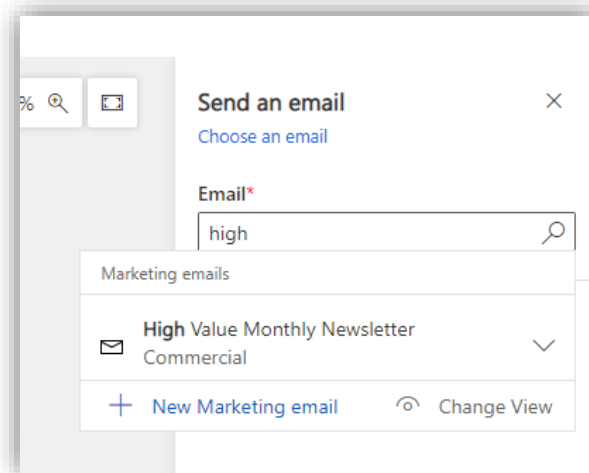 %
Send an email
Choose an email
Email*
high
Marketing emails
High Value Monthly Newsletter
Commercial
New Marketing email Change View